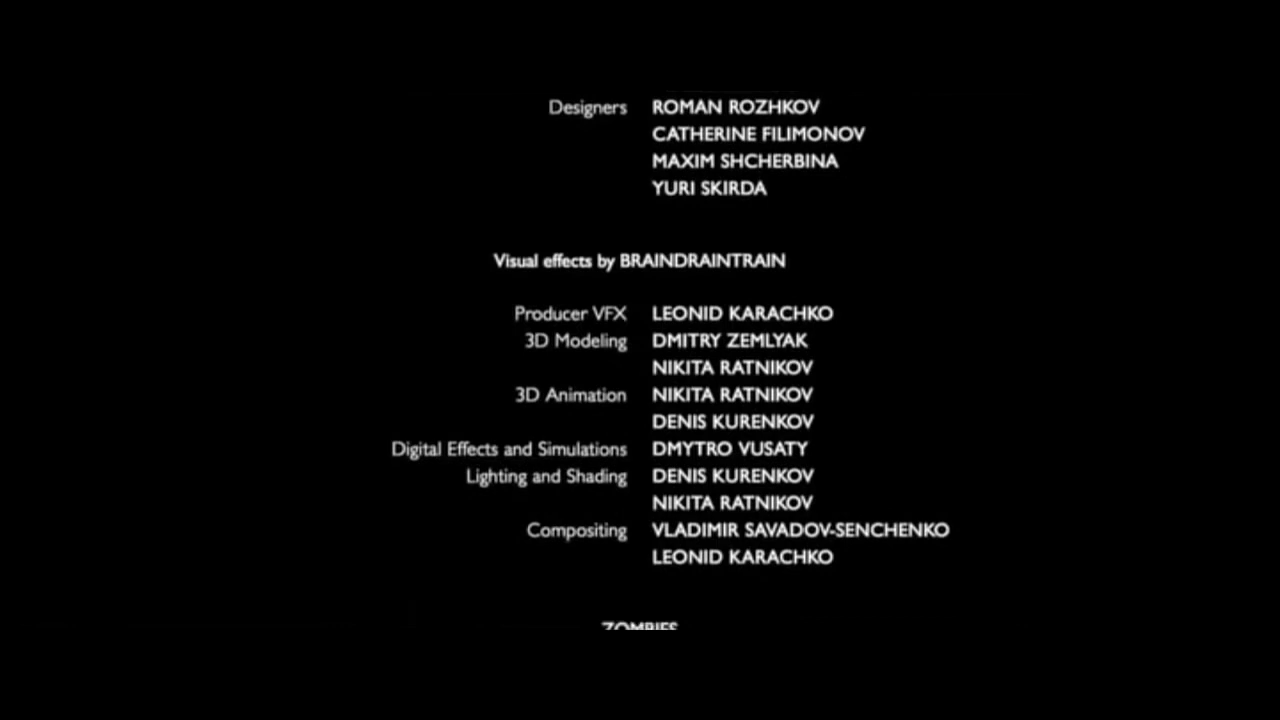 Designers ROMAN ROZHKOV
CATHERINE FILIMONOV
MAXIM SHCHERBINA
YURI SKIRDA
Visual effects by BRAINDRAINTRAIN
Producer VFX LEONID KARACHKO
3D Modeling DMITRY ZEMLYAK
NIKITA RATNIKOV
3D Animation NIKITA RATNIKOV
DENIS KURENKOV
Digital Effects and Simulations DMYTRO VUSATY
Lighting and Shading DENIS KURENKOV
NIKITA RATNIKOV
Compositing VLADIMIR SAVADOV-SENCHENKO
LEONID KARACHKO
ZOMBIES